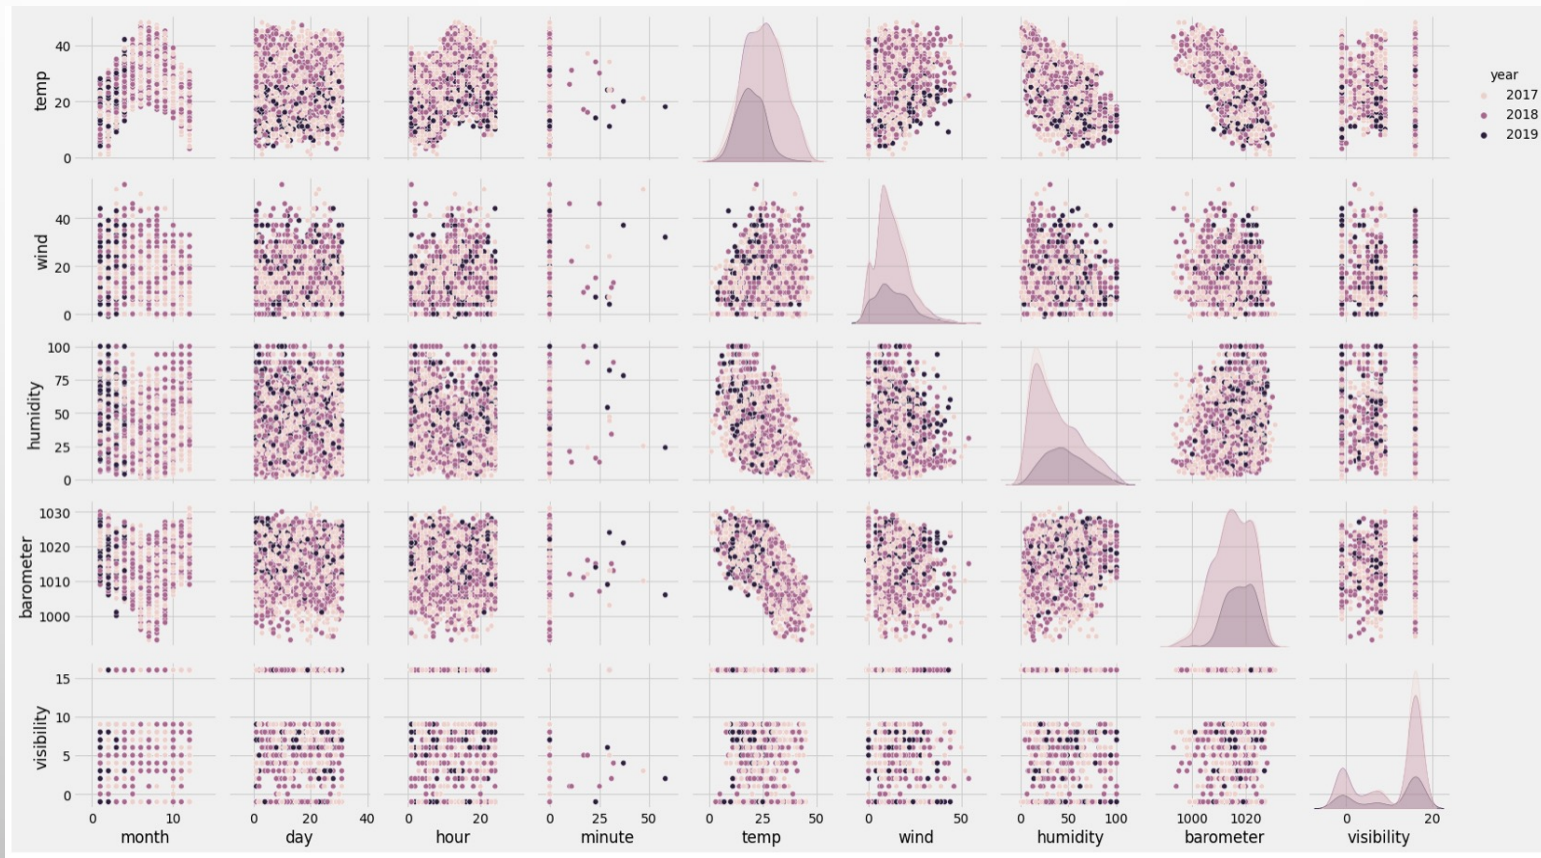 40
20
0
temp
year
2017
2018
2019
40
20
0
wind
100
75
50
25
0
humidity
1030
1020
1010
1000
barometer
15
10
5
0
visibility
0 10
0 20 40
0 20
0 25 50
0 25 50
0 50
0 50 100
1000 1020
0 20
month day hour minute temp wind humidity barometer visibility